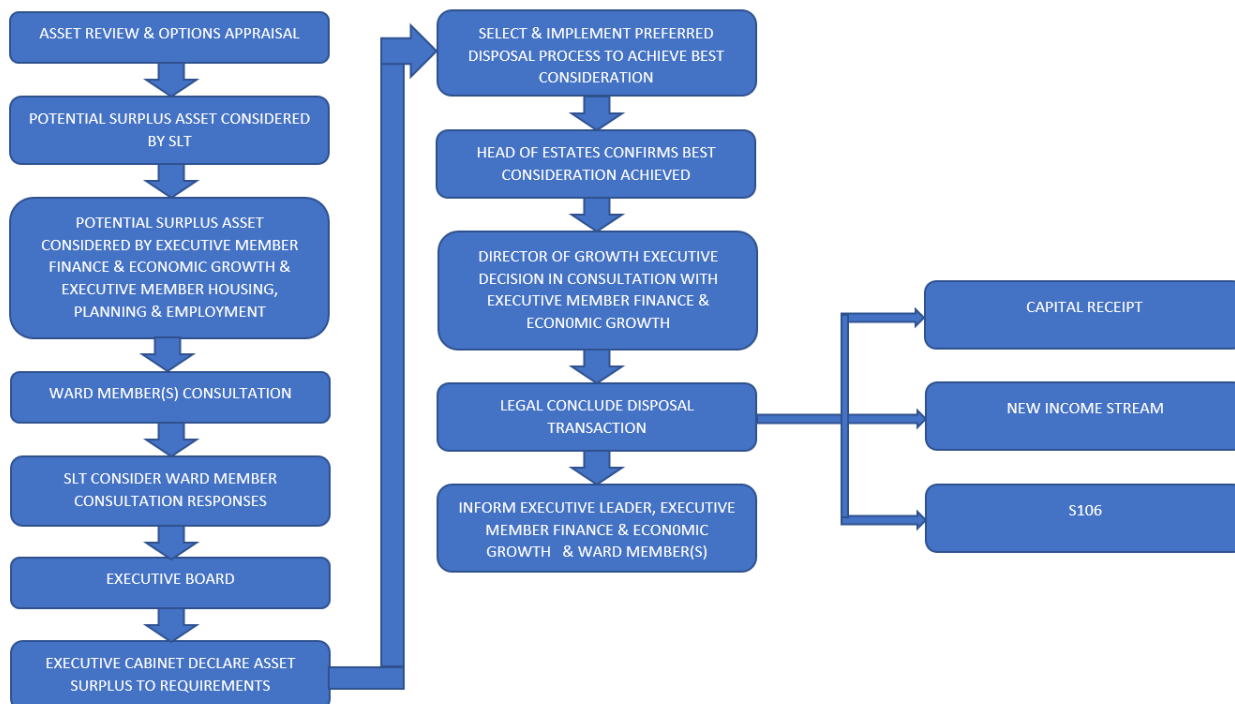 ASSET REVIEW & OPTIONS APPRAISAL
POTENTIAL SURPLUS ASSET CONSIDERED
BY SLT
POTENTIAL SURPLUS ASSET
CONSIDERED BY EXECUTIVE MEMBER
FINANCE & ECONOMIC GROWTH &
EXECUTIVE MEMBER HOUSING,
PLANNING & EMPLOYMENT
WARD MEMBER(S) CONSULTATION
SLT CONSIDER WARD MEMBER
CONSULTATION RESPONSES
EXECUTIVE BOARD
EXECUTIVE CABINET DECLARE ASSET
SURPLUS TO REQUIREMENTS
SELECT & IMPLEMENT PREFERRED
DISPOSAL PROCESS TO ACHIEVE BEST
CONSIDERATION
HEAD OF ESTATES CONFIRMS BEST
CONSIDERATION ACHIEVED
DIRECTOR OF GROWTH EXECUTIVE
DECISION IN CONSULTATION WITH
EXECUTIVE MEMBER FINANCE &
ECON0MIC GROWTH
LEGAL CONCLUDE DISPOSAL
TRANSACTION
INFORM EXECUTIVE LEADER, EXECUTIVE
MEMBER FINANCE & ECON0MIC
GROWTH & WARD MEMBER(S)
CAPITAL RECEIPT
NEW INCOME STREAM
S106